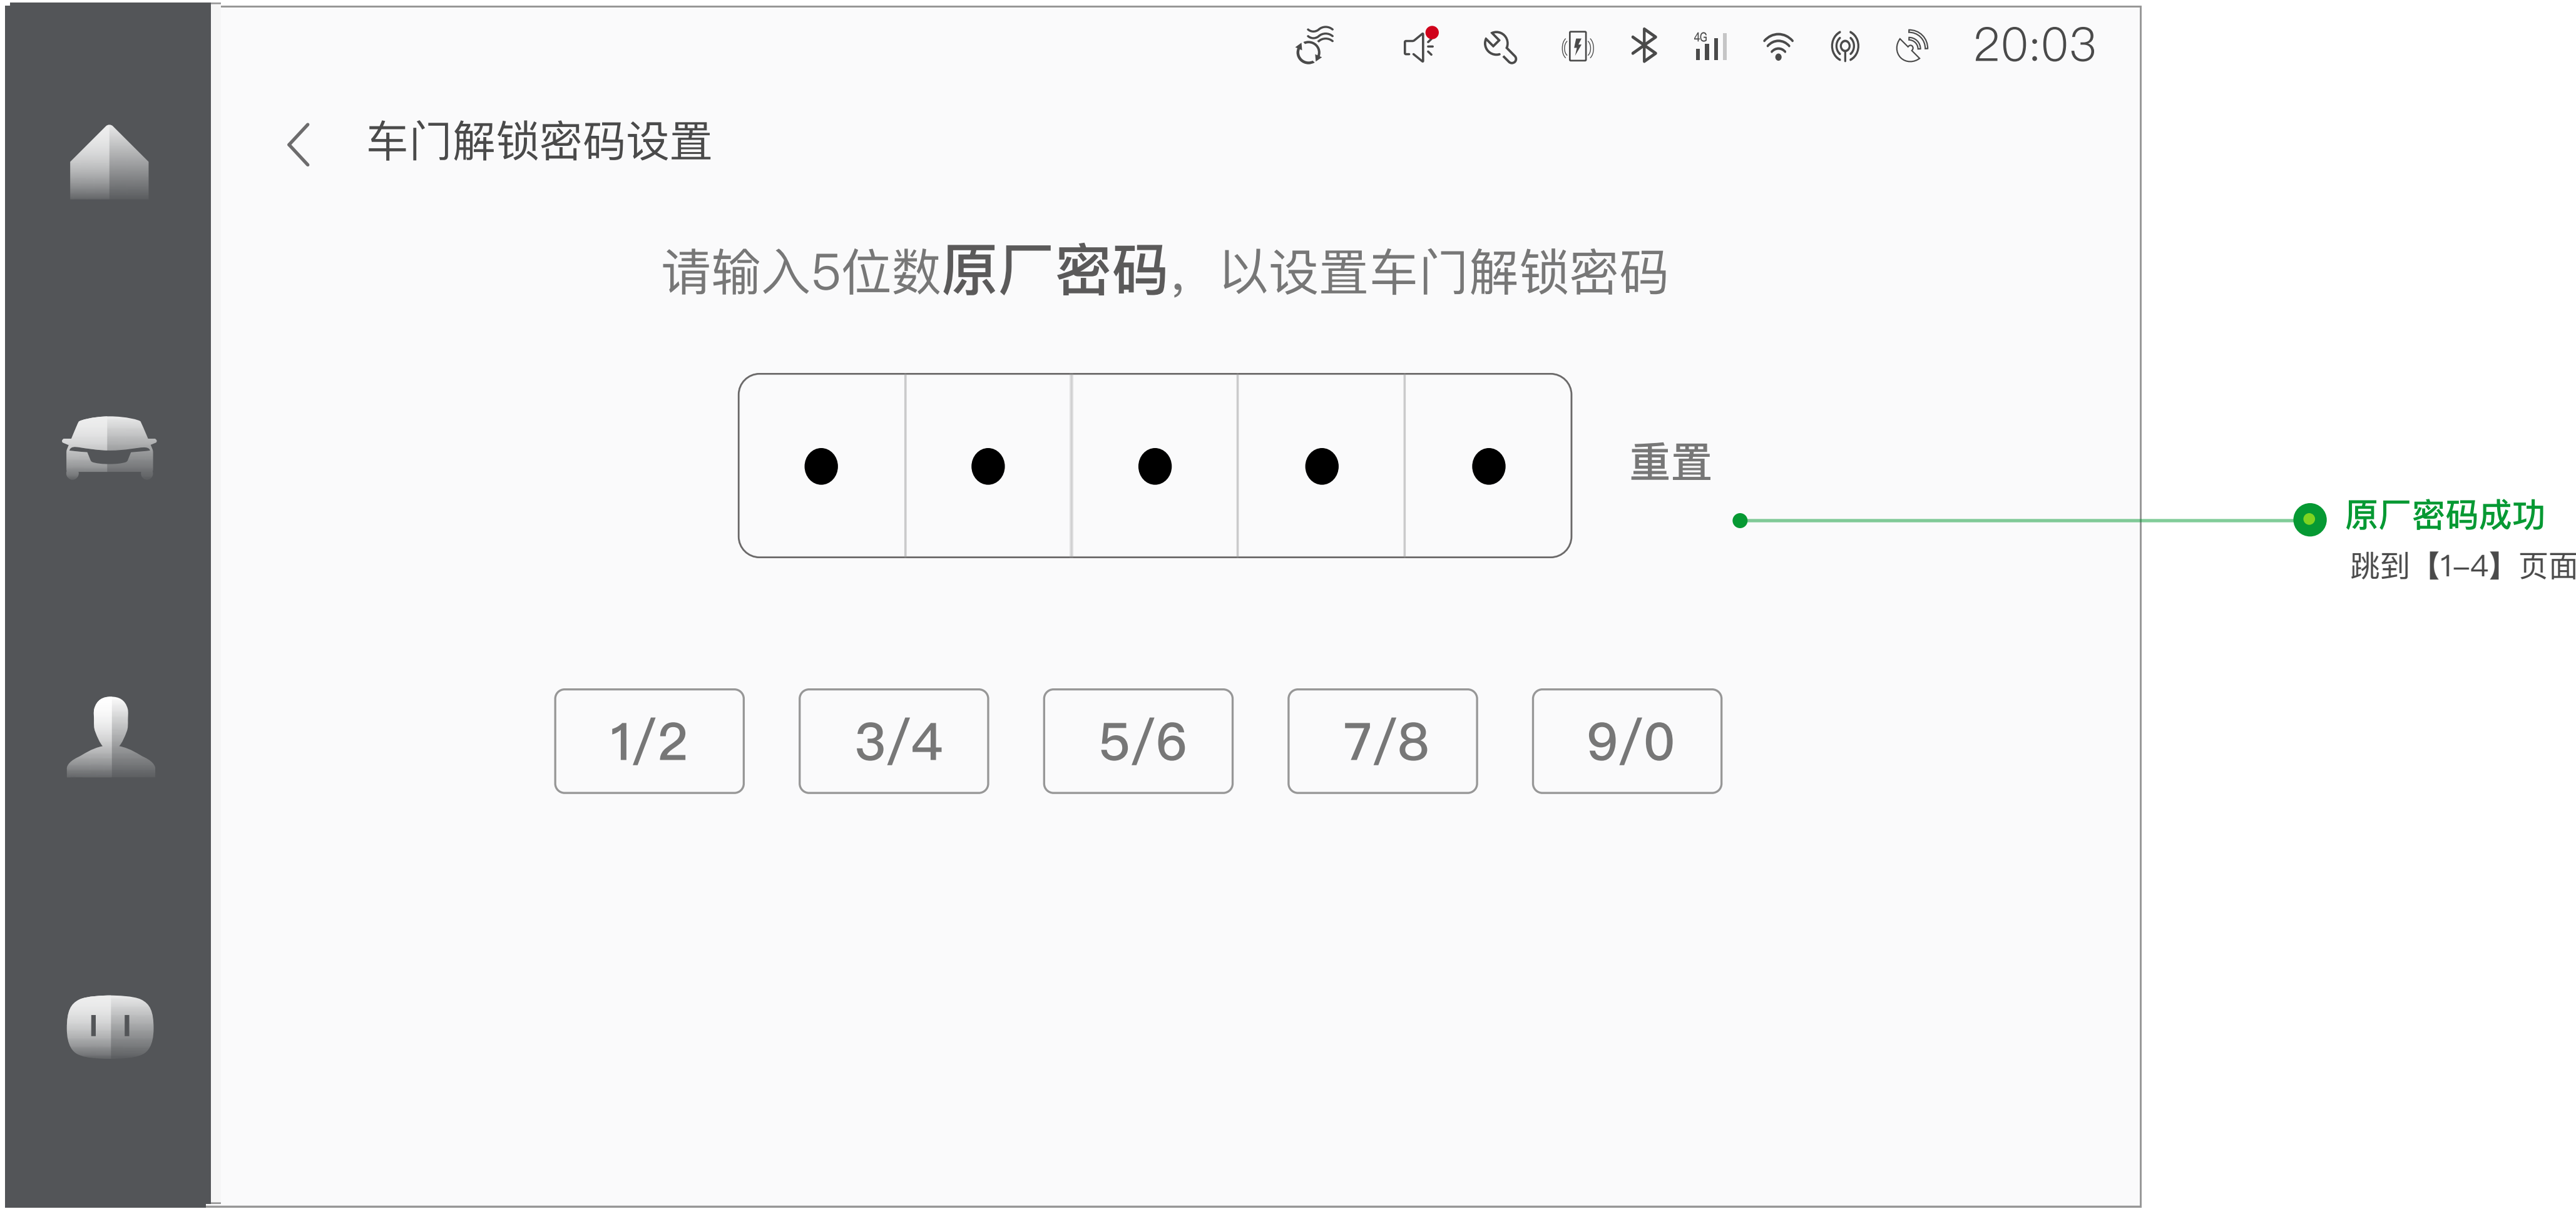 4G
20:03
车门解锁密码设置
请输入5位数原厂密码，以设置车门解锁密码
重置
原厂密码成功
跳到【1-4】页面
1/2 3/4 5/6 7/8 9/0